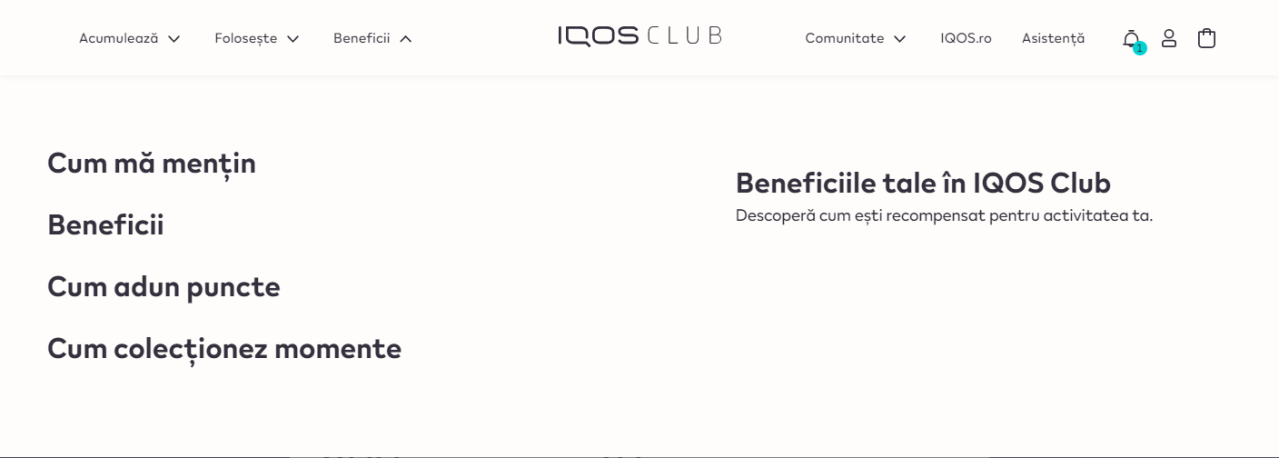 Acumulează
Folosește
Beneficii
IQOS CLUB
Comunitate
IQOS.ro
Asistență
1
Cum mă mențin
Beneficii
Cum adun puncte
Cum colecționez momente
Beneficiile tale în IQOS Club
Descoperă cum ești recompensat pentru activitatea ta.